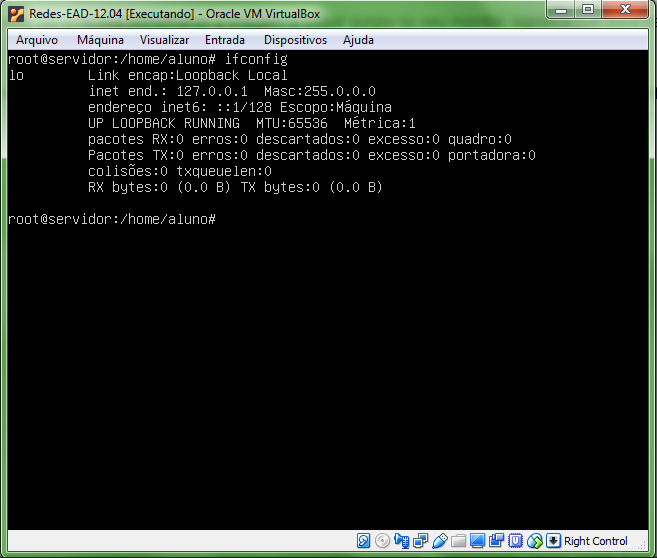 Redes-EAD-12.04 [Executando] - Oracle VM VirtualBox
Arquivo Máquina Visualizar Entrada Dispositivos Ajuda
root@servidor:/home/aluno# ifconfig
lo        Link encap:Loopback Local
          inet end.: 127.0.0.1  Masc:255.0.0.0
          endereço inet6: ::1/128 Escopo:Máquina
          UP LOOPBACK RUNNING  MTU:65536  Métrica:1
          pacotes RX:0 erros:0 descartados:0 excesso:0 quadro:0
          Pacotes TX:0 erros:0 descartados:0 excesso:0 portadora:0
          colisões:0 txqueuelen:0
          RX bytes:0 (0.0 B) TX bytes:0 (0.0 B)
root@servidor:/home/aluno#
Right Control